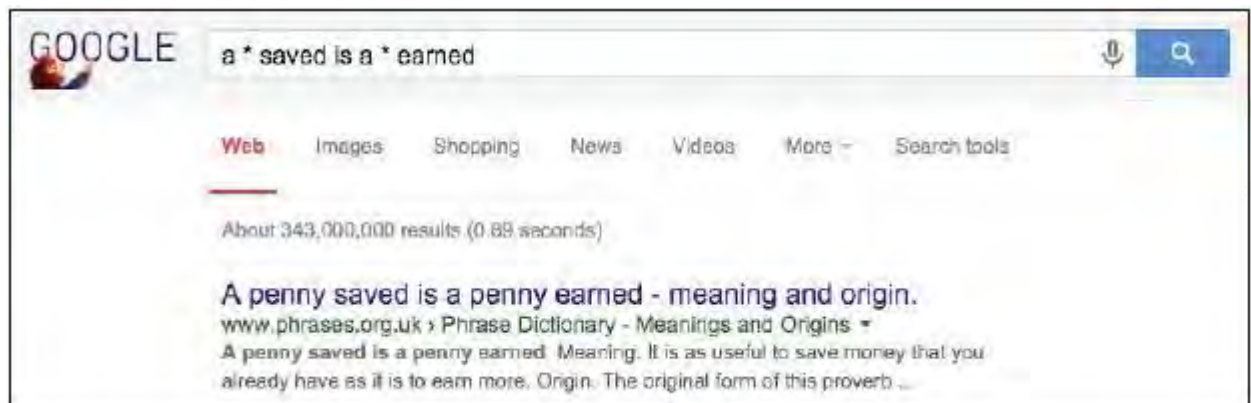 GOOGLE
a * saved is a * earned
Web Images Shopping News Videos More Search tools
About 343,000,000 results (0.89 seconds)
A penny saved is a penny earned - meaning and origin.
www.phrases.org.uk › Phrase Dictionary - Meanings and Origins
A penny saved is a penny earned. Meaning. It is as useful to save money that you
already have as it is to earn more. Origin. The original form of this proverb ...